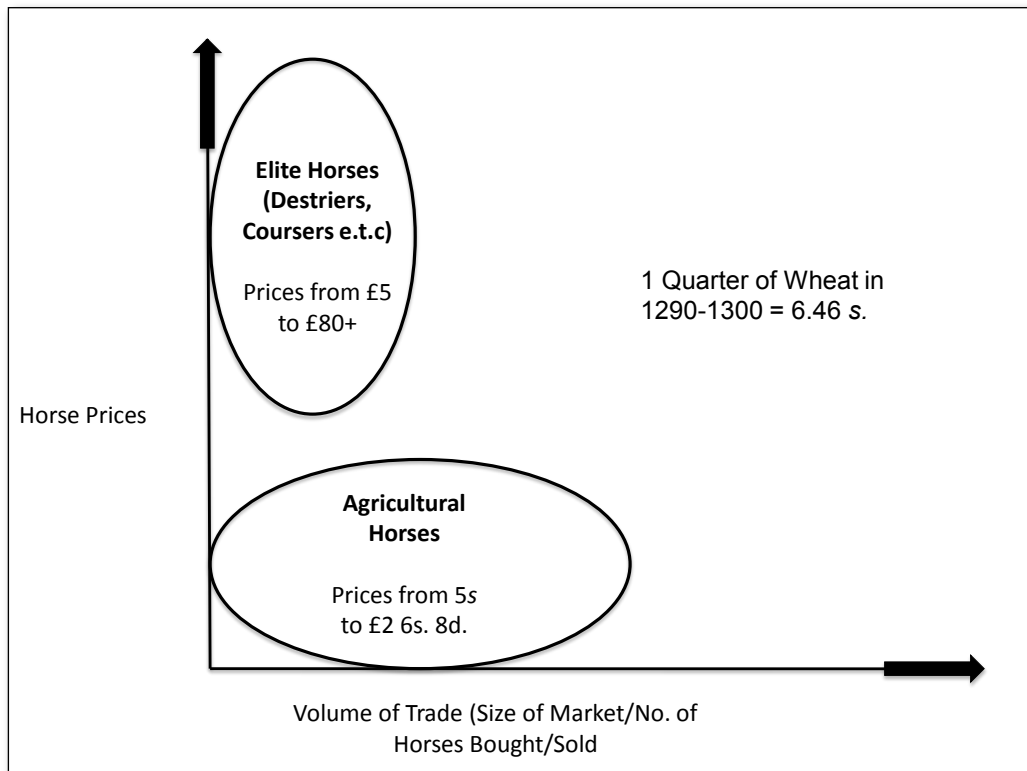 Elite Horses
(Destriers,
Coursers e.t.c)
Prices from £5
to £80+
1 Quarter of Wheat in
1290-1300 = 6.46 s.
Horse Prices
Agricultural
Horses
Prices from 5s
to £2 6s. 8d.
Volume of Trade (Size of Market/No. of
Horses Bought/Sold